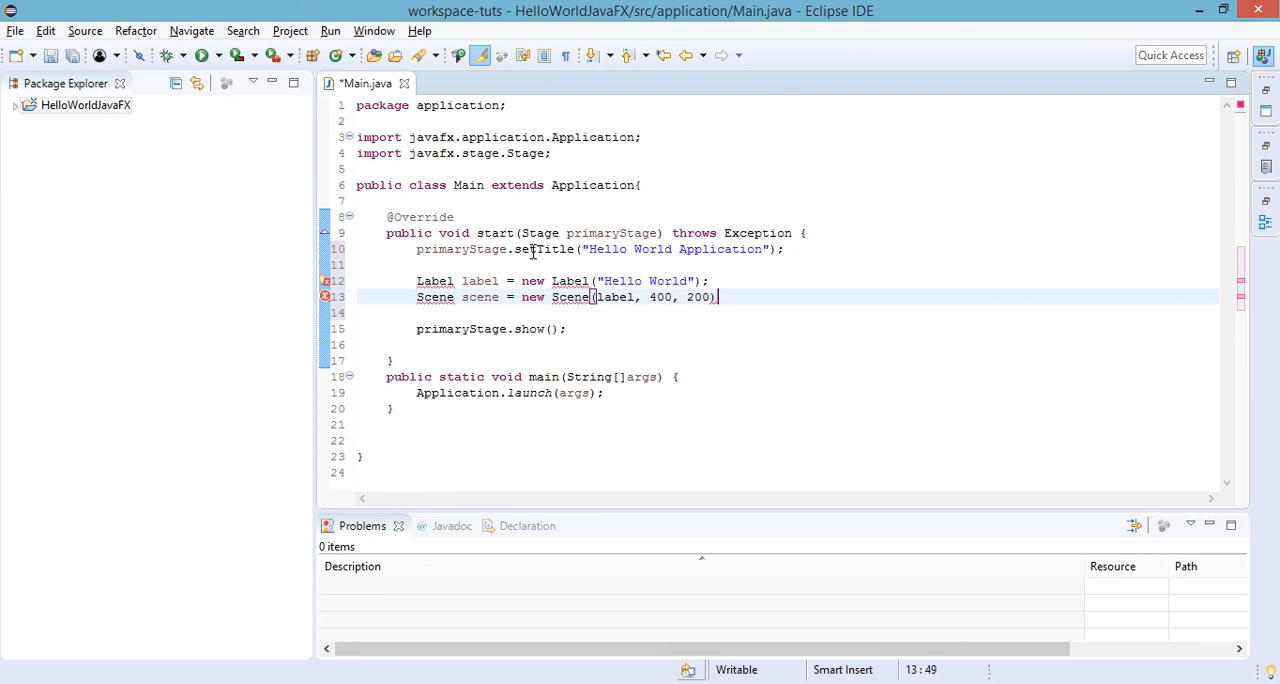 workspace-tuts - HelloWorldJavaFX/src/application/Main.java - Eclipse IDE
File Edit Source Refactor Navigate Search Project Run Window Help
Quick Access
Package Explorer
*Main.java
HelloWorldJavaFX
1 package application;
2
3 import javafx.application.Application;
4 import javafx.stage.Stage;
5
6 public class Main extends Application{
7
8 @Override
9 public void start(Stage primaryStage) throws Exception {
10 primaryStage.setTitle("Hello World Application");
11
12 Label label = new Label("Hello World");
13 Scene scene = new Scene(label, 400, 200)
14
15 primaryStage.show();
16
17 }
18 public static void main(String[]args) {
19 Application.launch(args);
20 }
21
22
23 }
24
Problems @ Javadoc Declaration
0 items
Description Resource Path
Writable Smart Insert 13:49